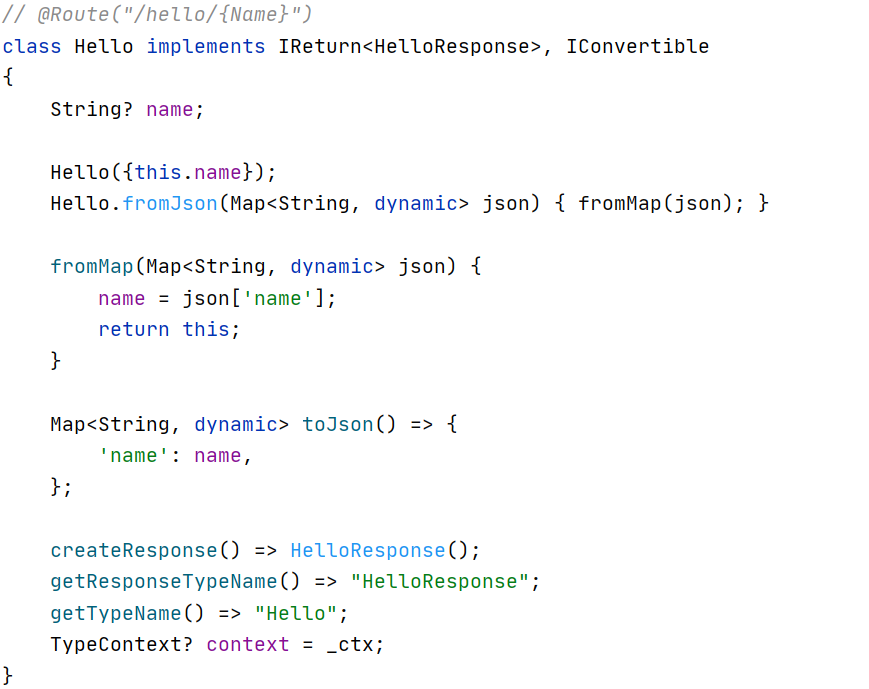 // @Route("/hello/{Name}")
class Hello implements IReturn<HelloResponse>, IConvertible
{
    String? name;

    Hello({this.name});
    Hello.fromJson(Map<String, dynamic> json) { fromMap(json); }

    fromMap(Map<String, dynamic> json) {
        name = json['name'];
        return this;
    }

    Map<String, dynamic> toJson() => {
        'name': name,
    };

    createResponse() => HelloResponse();
    getResponseTypeName() => "HelloResponse";
    getTypeName() => "Hello";
    TypeContext? context = _ctx;
}